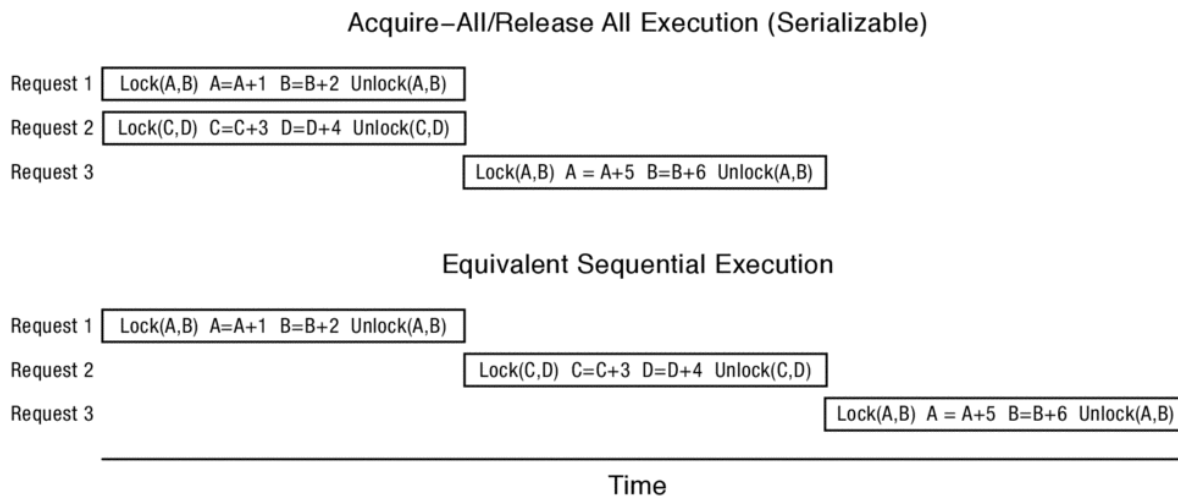 Acquire–All/Release All Execution (Serializable)
Request 1 Lock(A,B) A=A+1 B=B+2 Unlock(A,B)
Request 2 Lock(C,D) C=C+3 D=D+4 Unlock(C,D)
Request 3 Lock(A,B) A = A+5 B=B+6 Unlock(A,B)
Equivalent Sequential Execution
Request 1 Lock(A,B) A=A+1 B=B+2 Unlock(A,B)
Request 2 Lock(C,D) C=C+3 D=D+4 Unlock(C,D)
Request 3 Lock(A,B) A = A+5 B=B+6 Unlock(A,B)
Time